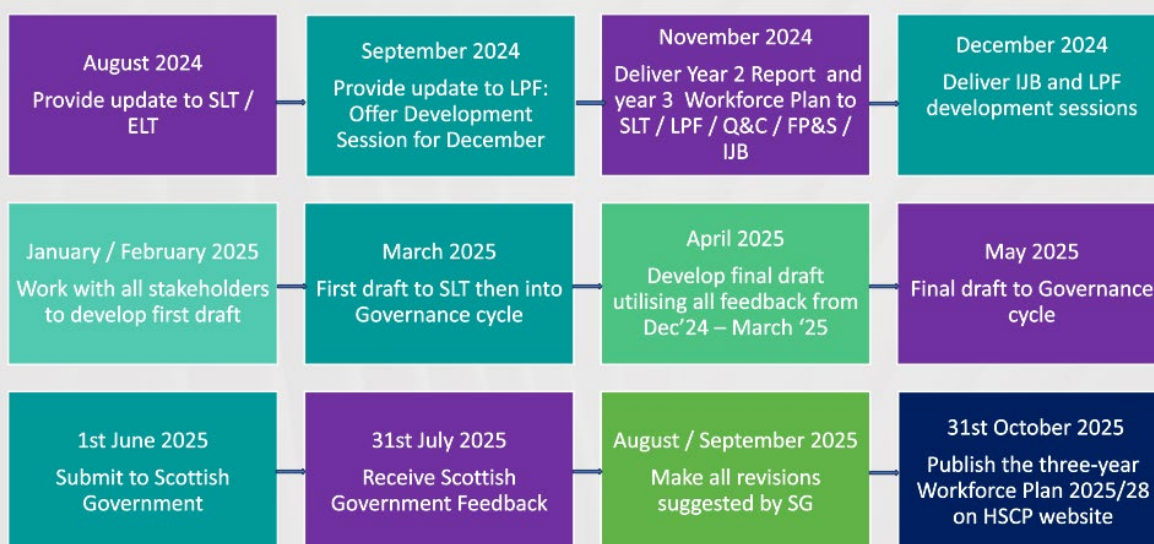 August 2024
Provide update to SLT /
ELT
September 2024
Provide update to LPF:
Offer Development
Session for December
November 2024
Deliver Year 2 Report and
year 3 Workforce Plan to
SLT / LPF / Q&C / FP&S /
IJB
December 2024
Deliver IJB and LPF
development sessions
January / February 2025
Work with all stakeholders
to develop first draft
March 2025
First draft to SLT then into
Governance cycle
April 2025
Develop final draft
utilising all feedback from
Dec'24 – March '25
May 2025
Final draft to Governance
cycle
1st June 2025
Submit to Scottish
Government
31st July 2025
Receive Scottish
Government Feedback
August / September 2025
Make all revisions
suggested by SG
31st October 2025
Publish the three-year
Workforce Plan 2025/28
on HSCP website